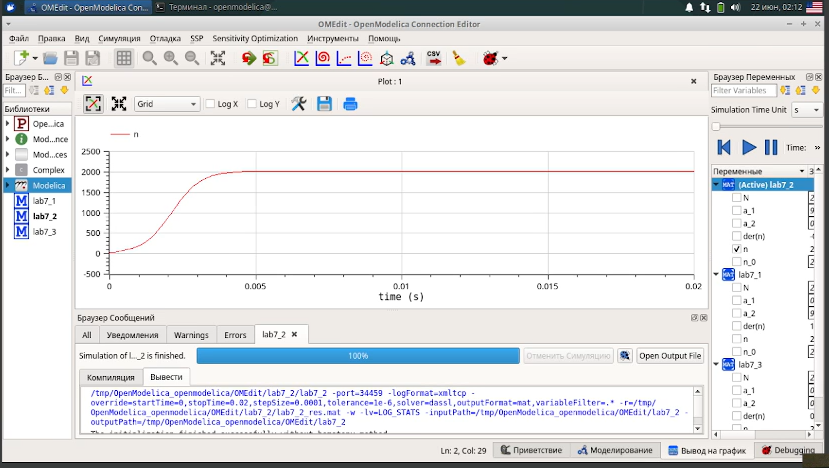 OMEdit - OpenModelica Con...
Терминал - openmodelica@...
22 июн, 02:12
OMEdit - OpenModelica Connection Editor
Файл Правка Вид Симуляция Отладка SSP Sensitivity Optimization Инструменты Помощь
CSV
Браузер Б...
Plot : 1
Браузер Переменных
Filt...
Grid
Log X
Log Y
Filter Variables
Simulation Time Unit
s
Библиотеки
P Ope...ica
Mod...nce
Mod...ces
Complex
Modelica
M lab7_1
M lab7_2
M lab7_3
n
2500
2000
1500
1000
500
0
-500
0
0.005
0.01
0.015
0.02
time (s)
Time:
»
Переменные
MAT (Active) lab7_2
N
a_1
a_2
der(n)
n
n_0
MAT lab7_1
N
a_1
a_2
der(n)
n
n_0
MAT lab7_3
N
a_1
a_2
der(n)
Браузер Сообщений
All Уведомления Warnings Errors lab7_2
Simulation of l..._2 is finished.
100%
Отменить Симуляцию
Open Output File
Компиляция Вывести
/tmp/OpenModelica_openmodelica/OMEdit/lab7_2/lab7_2 -port=34459 -logFormat=xmltcp -
override=startTime=0,stopTime=0.02,stepSize=0.0001,tolerance=1e-6,solver=dassl,outputFormat=mat,variableFilter=.* -r=/tmp/
OpenModelica_openmodelica/OMEdit/lab7_2/lab7_2_res.mat -w -lv=LOG_STATS -inputPath=/tmp/OpenModelica_openmodelica/OMEdit/lab7_2 -
outputPath=/tmp/OpenModelica_openmodelica/OMEdit/lab7_2
Ln: 2, Col: 29
Приветствие
Моделирование
Вывод на график
Debugging